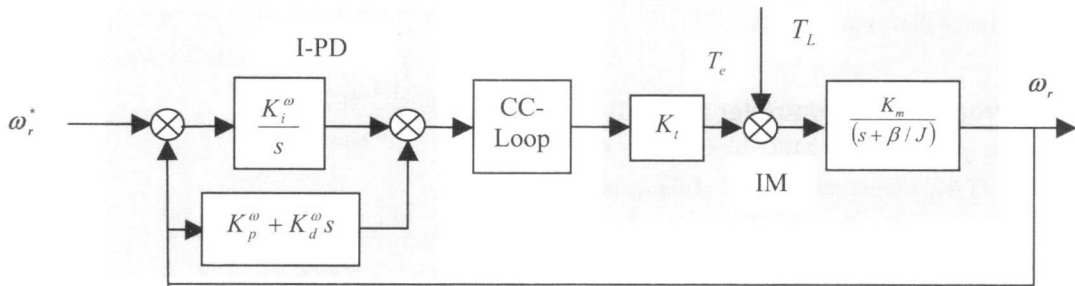 I-PD
T_L
T_e
ω_r^*
K_i^ω / s
CC-
Loop
K_t
K_m / (s + β / J)
ω_r
IM
K_p^ω + K_d^ω s